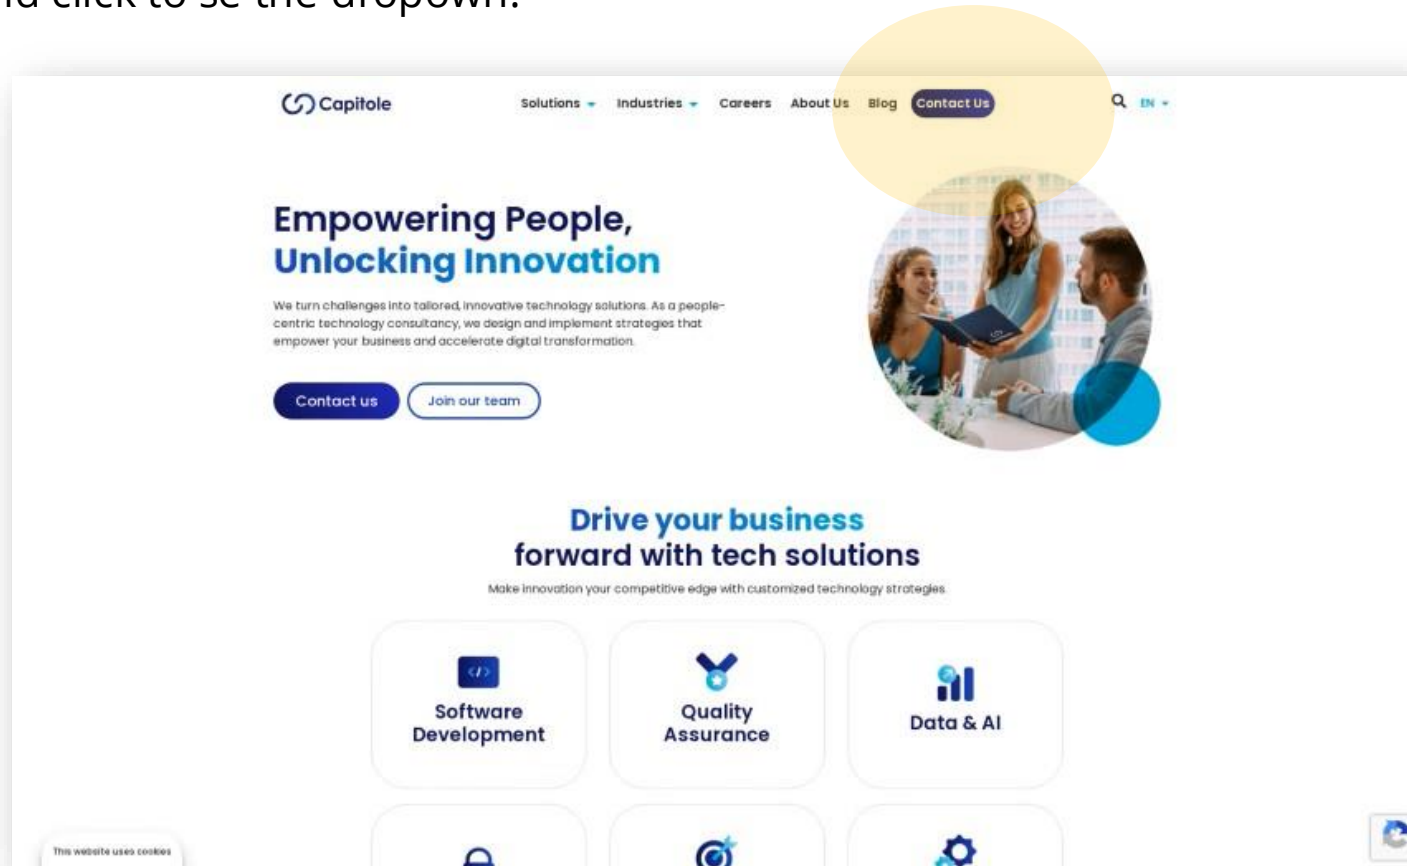 nd click to se the dropown.
Capitole
Solutions Industries Careers About Us Blog Contact Us EN
Empowering People,
Unlocking Innovation
We turn challenges into tailored, innovative technology solutions. As a people-
centric technology consultancy, we design and implement strategies that
empower your business and accelerate digital transformation.
Contact us Join our team
Drive your business
forward with tech solutions
Make innovation your competitive edge with customized technology strategies.
Software
Development
Quality
Assurance
Data & AI
This website uses cookies